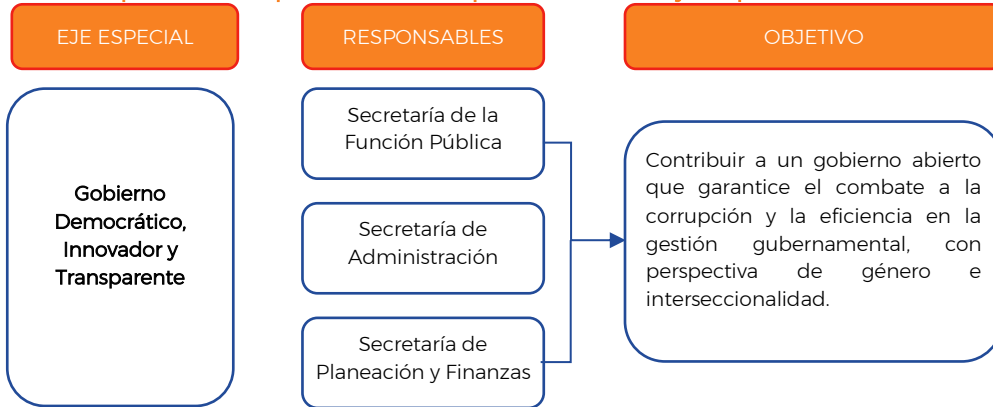 EJE ESPECIAL
RESPONSABLES
OBJETIVO
Gobierno
Democrático,
Innovador y
Transparente
Secretaría de la
Función Pública
Secretaría de
Administración
Secretaría de
Planeación y Finanzas
Contribuir a un gobierno abierto
que garantice el combate a la
corrupción y la eficiencia en la
gestión gubernamental, con
perspectiva de género e
interseccionalidad.